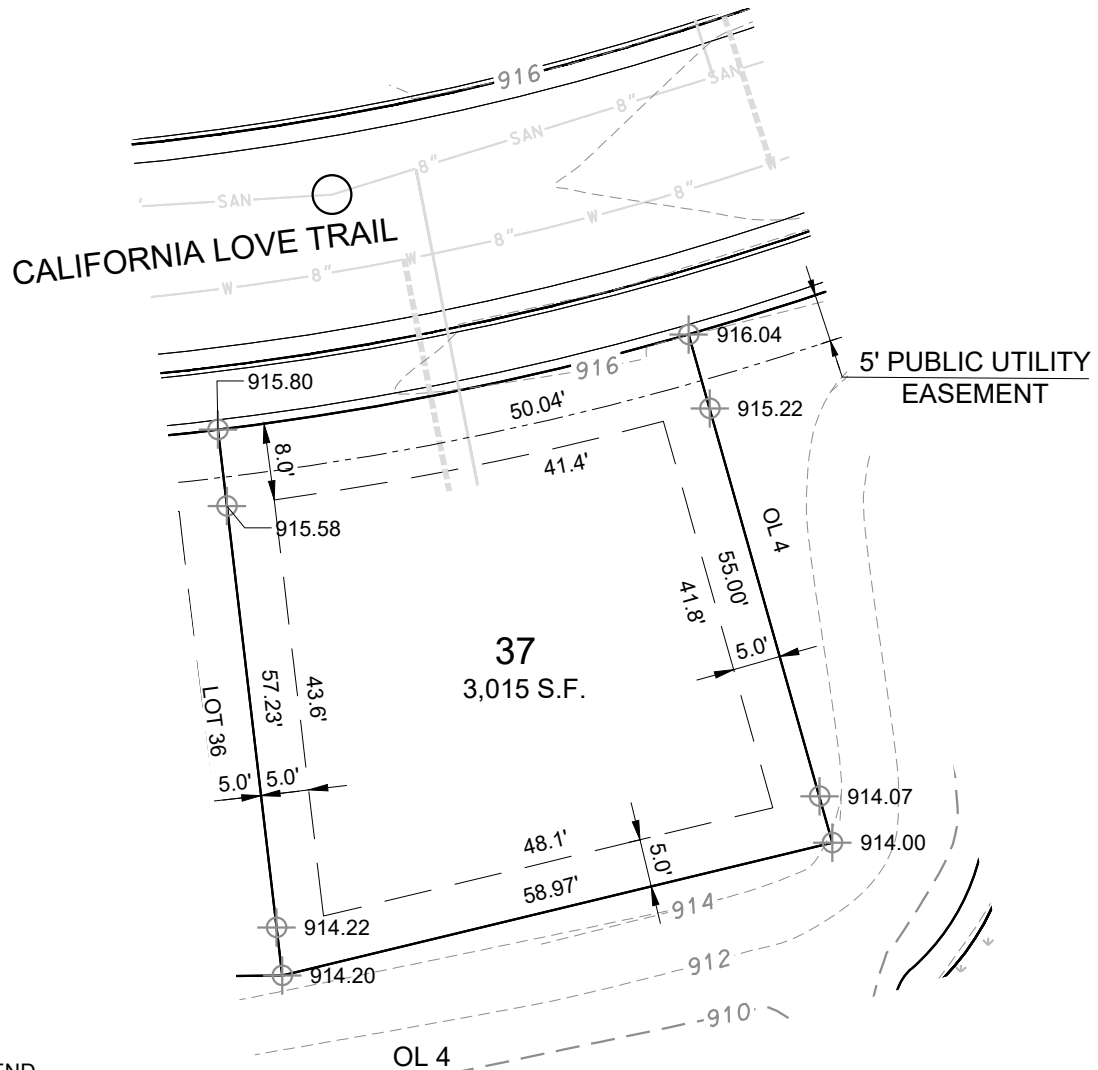 916
SAN
8"
SAN
8"
SAN
8"
W
8"
W
8"
W
8"
W
CALIFORNIA LOVE TRAIL
916.04
5' PUBLIC UTILITY
EASEMENT
915.80
916
50.04'
915.22
8.0'
41.4'
915.58
OL 4
55.00'
41.8'
5.0'
37
3,015 S.F.
LOT 36
57.23'
43.6'
5.0'
5.0'
914.07
914.00
48.1'
5.0'
58.97'
914
914.22
914.20
912
910
OL 4